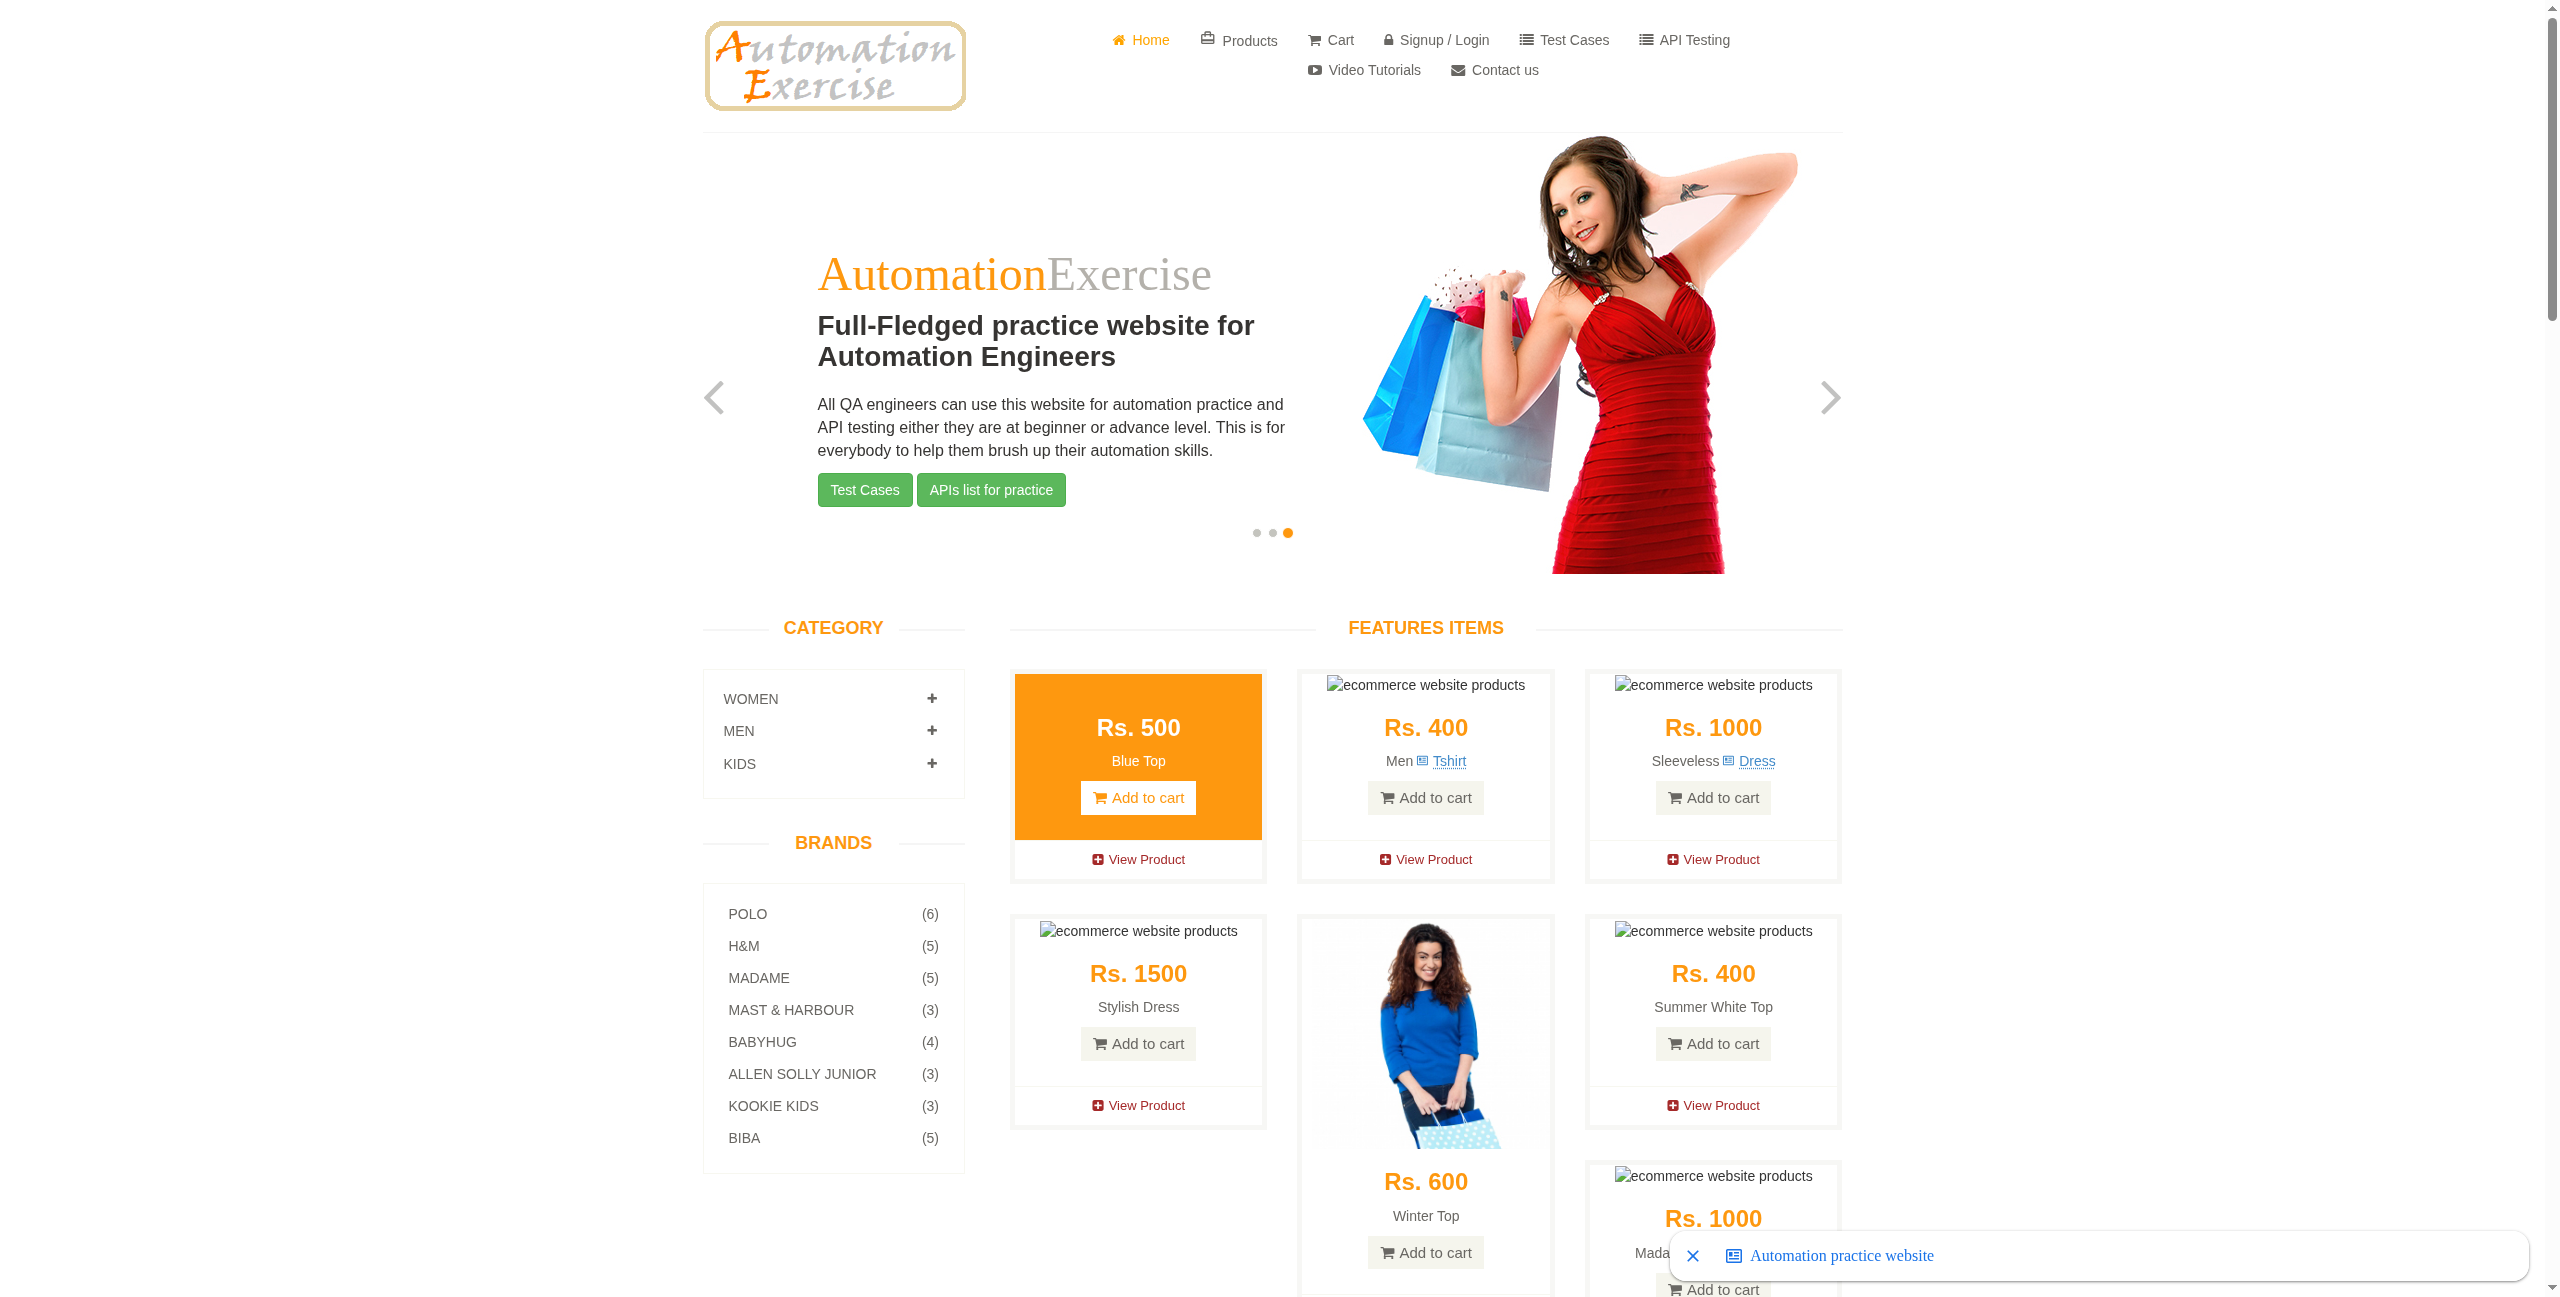 Automation
Exercise
Home
Products
Cart
Signup / Login
Test Cases
API Testing
Video Tutorials
Contact us
AutomationExercise
Full-Fledged practice website for
Automation Engineers
All QA engineers can use this website for automation practice and
API testing either they are at beginner or advance level. This is for
everybody to help them brush up their automation skills.
Test Cases
APIs list for practice
CATEGORY
WOMEN
MEN
KIDS
BRANDS
POLO (6)
H&M (5)
MADAME (5)
MAST & HARBOUR (3)
BABYHUG (4)
ALLEN SOLLY JUNIOR (3)
KOOKIE KIDS (3)
BIBA (5)
FEATURES ITEMS
Rs. 500
Blue Top
Add to cart
View Product
ecommerce website products
Rs. 400
Men Tshirt
Add to cart
View Product
ecommerce website products
Rs. 1000
Sleeveless Dress
Add to cart
View Product
ecommerce website products
Rs. 1500
Stylish Dress
Add to cart
View Product
Rs. 600
Winter Top
Add to cart
ecommerce website products
Rs. 400
Summer White Top
Add to cart
View Product
ecommerce website products
Rs. 1000
Mada
Add to cart
Automation practice website